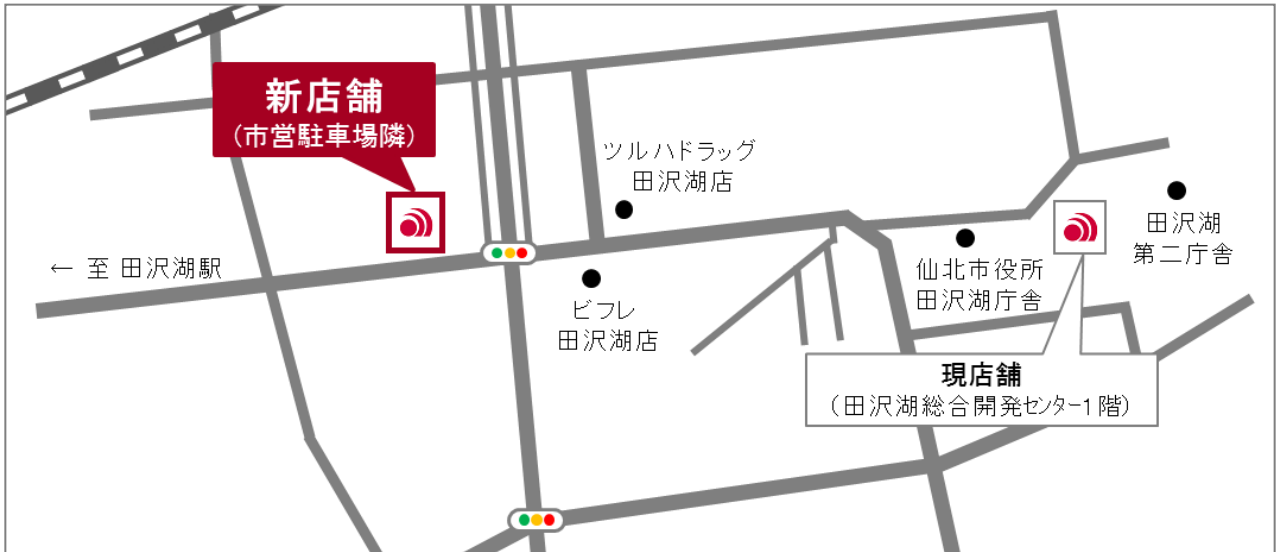 新店舗
（市営駐車場隣）
ツルハドラッグ
田沢湖店
← 至 田沢湖駅
ビフレ
田沢湖店
仙北市役所
田沢湖庁舎
田沢湖
第二庁舎
現店舗
（田沢湖総合開発センター1階）